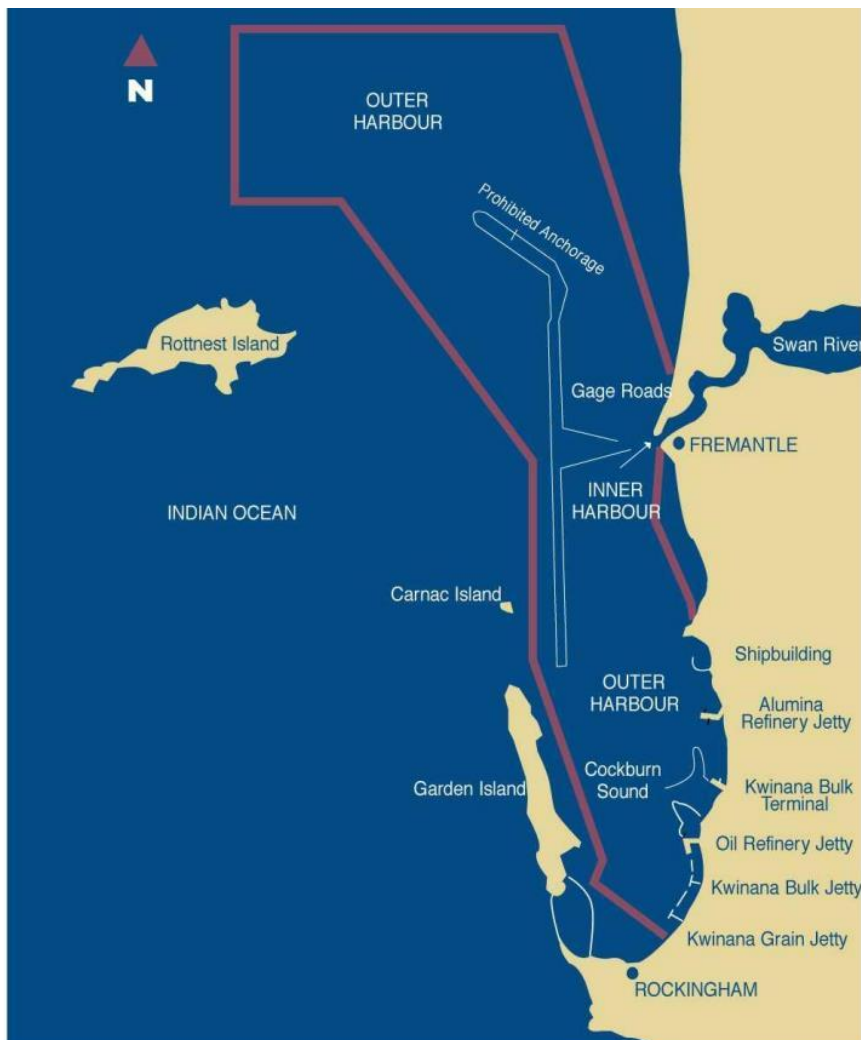 N
OUTER
HARBOUR
Prohibited Anchorage
Rottnest Island
Swan River
Gage Roads
FREMANTLE
INNER
HARBOUR
INDIAN OCEAN
Carnac Island
Shipbuilding
OUTER
HARBOUR
Alumina
Refinery Jetty
Cockburn
Sound
Garden Island
Kwinana Bulk
Terminal
Oil Refinery Jetty
Kwinana Bulk Jetty
Kwinana Grain Jetty
ROCKINGHAM